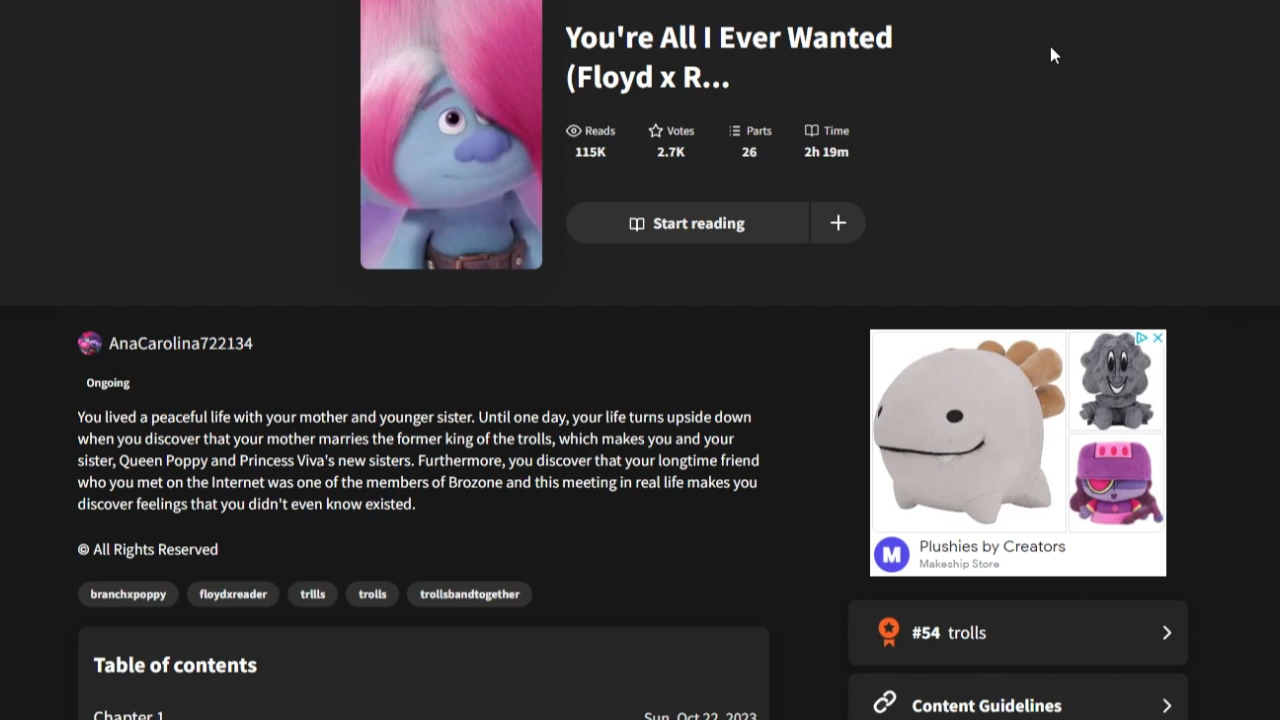 You're All I Ever Wanted
(Floyd x R...
Reads
Votes
Parts
Time
115K
2.7K
26
2h 19m
Start reading
AnaCarolina722134
Ongoing
You lived a peaceful life with your mother and younger sister. Until one day, your life turns upside down
when you discover that your mother marries the former king of the trolls, which makes you and your
sister, Queen Poppy and Princess Viva's new sisters. Furthermore, you discover that your longtime friend
who you met on the Internet was one of the members of Brozone and this meeting in real life makes you
discover feelings that you didn't even know existed.
© All Rights Reserved
branchxpoppy
floydxreader
trllls
trolls
trollsbandtogether
Table of contents
Chapter 1
Sun, Oct 22, 2023
M
Plushies by Creators
Makeship Store
#54 trolls
Content Guidelines